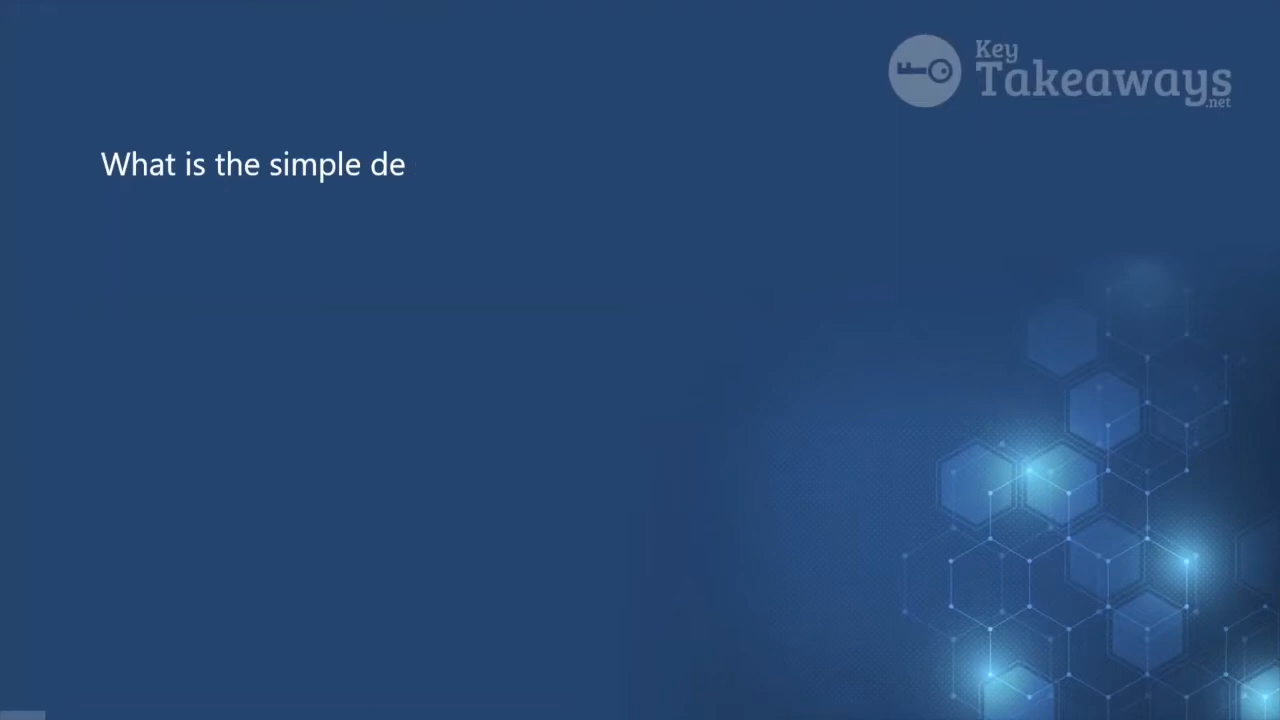 Key
Takeaways
.net
What is the simple de